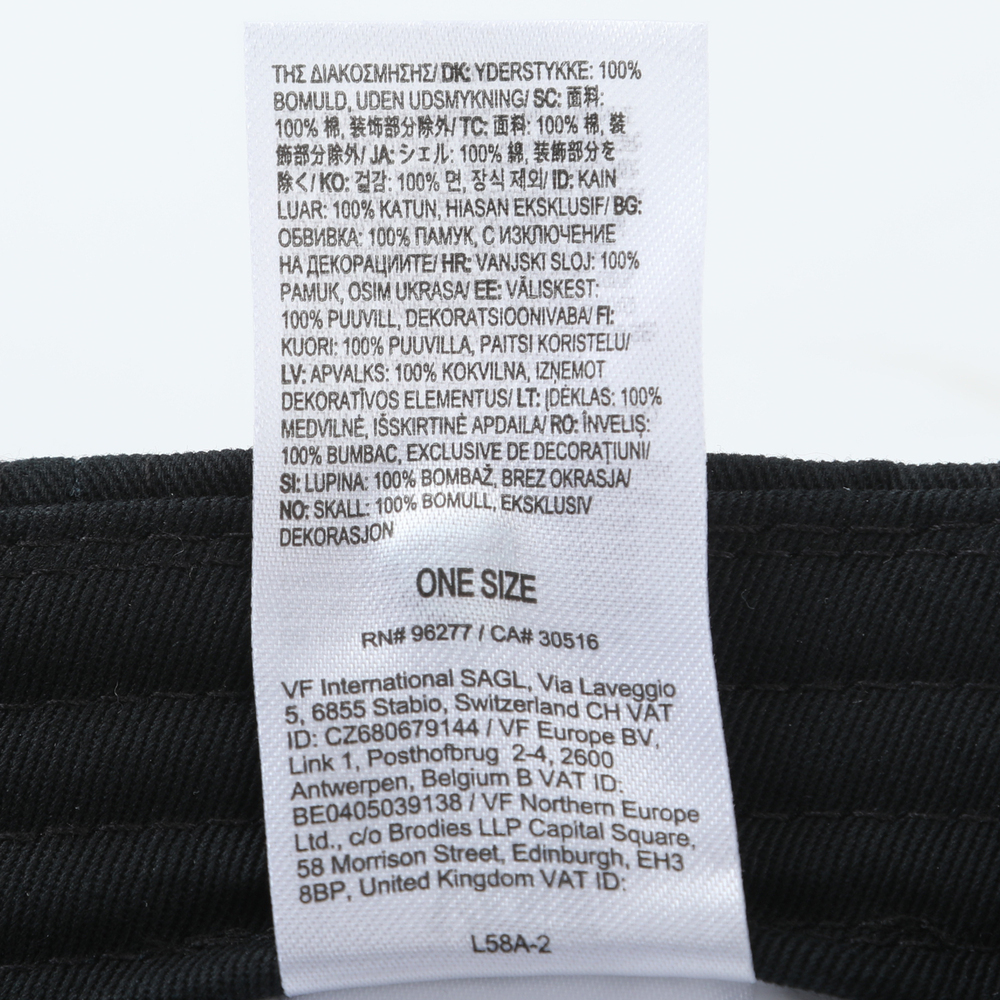 ΤΗΣ ΔΙΑΚΟΣΜΗΣΗΣ/ DK: YDERSTYKKE: 100%
BOMULD, UDEN UDSMYKNING/ SC: 面料:
100% 棉, 装饰部分除外/ TC: 面料: 100% 棉, 裝
飾部分除外/ JA: シェル: 100% 綿, 装飾部分を
除く/ KO: 겉감: 100% 면, 장식 제외/ ID: KAIN
LUAR: 100% KATUN, HIASAN EKSKLUSIF/ BG:
ОБВИВКА: 100% ПАМУК, С ИЗКЛЮЧЕНИЕ
НА ДЕКОРАЦИИТЕ/ HR: VANJSKI SLOJ: 100%
PAMUK, OSIM UKRASA/ EE: VÄLISKEST:
100% PUUVILL, DEKORATSIOONIVABA/ FI:
KUORI: 100% PUUVILLA, PAITSI KORISTELU/
LV: APVALKS: 100% KOKVILNA, IZŅEMOT
DEKORATĪVOS ELEMENTUS/ LT: ĮDĖKLAS: 100%
MEDVILNĖ, IŠSKIRTINĖ APDAILA/ RO: ÎNVELIȘ:
100% BUMBAC, EXCLUSIVE DE DECORAȚIUNI/
SI: LUPINA: 100% BOMBAŽ, BREZ OKRASJA/
NO: SKALL: 100% BOMULL, EKSKLUSIV
DEKORASJON
ONE SIZE
RN# 96277 / CA# 30516
VF International SAGL, Via Laveggio
5, 6855 Stabio, Switzerland CH VAT
ID: CZ680679144 / VF Europe BV,
Link 1, Posthofbrug 2-4, 2600
Antwerpen, Belgium B VAT ID:
BE0405039138 / VF Northern Europe
Ltd., c/o Brodies LLP Capital Square,
58 Morrison Street, Edinburgh, EH3
8BP, United Kingdom VAT ID:
L58A-2